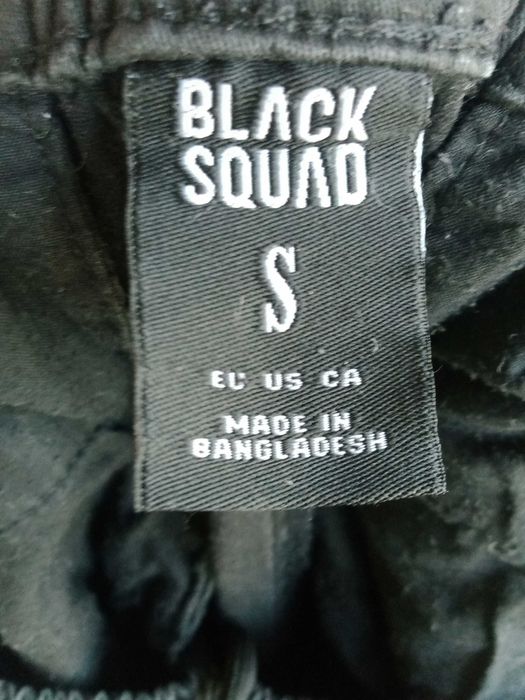 BLACK
SQUAD
S
EU US CA
MADE IN
BANGLADESH